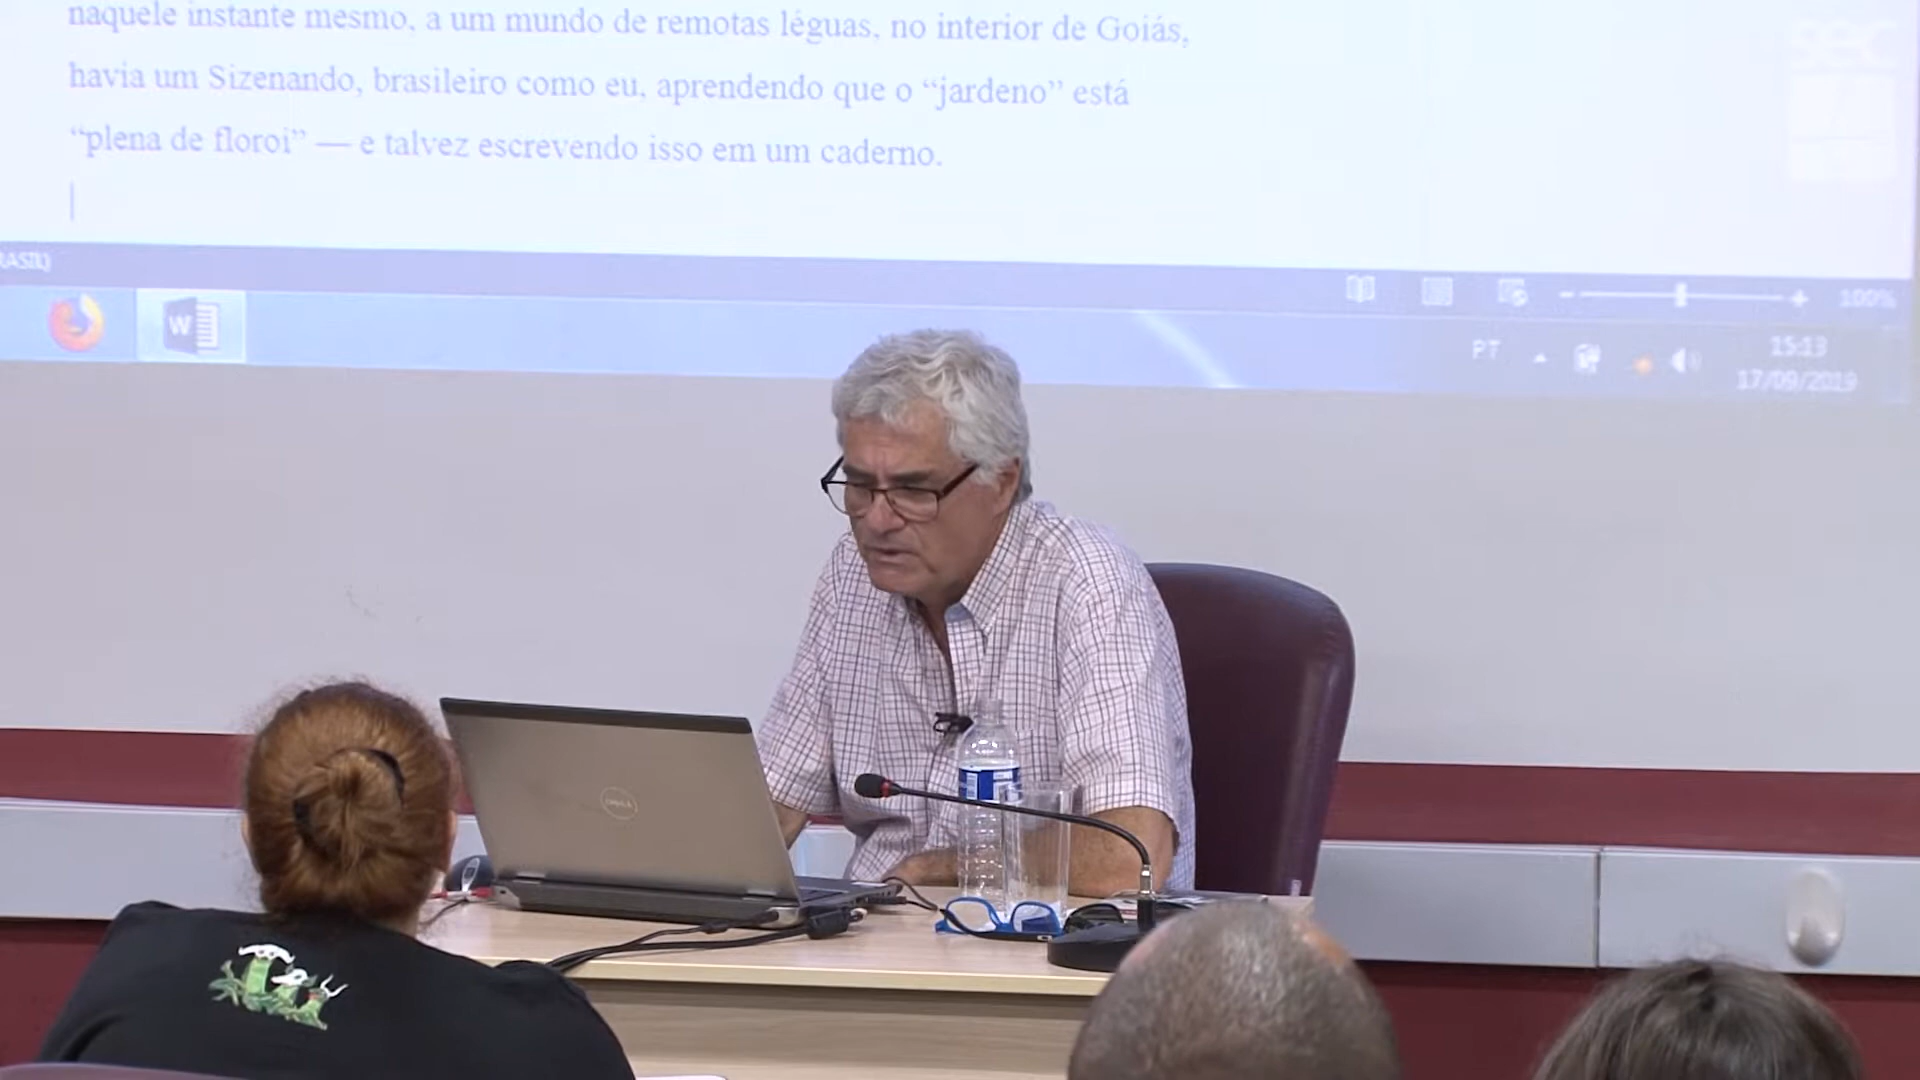 naquele instante mesmo, a um mundo de remotas léguas, no interior de Goiás,
havia um Sizenando, brasileiro como eu, aprendendo que o “jardeno” está
“plena de floroi” — e talvez escrevendo isso em um caderno.
RASIL)
100%
W
PT
15:13
17/09/2019
DELL